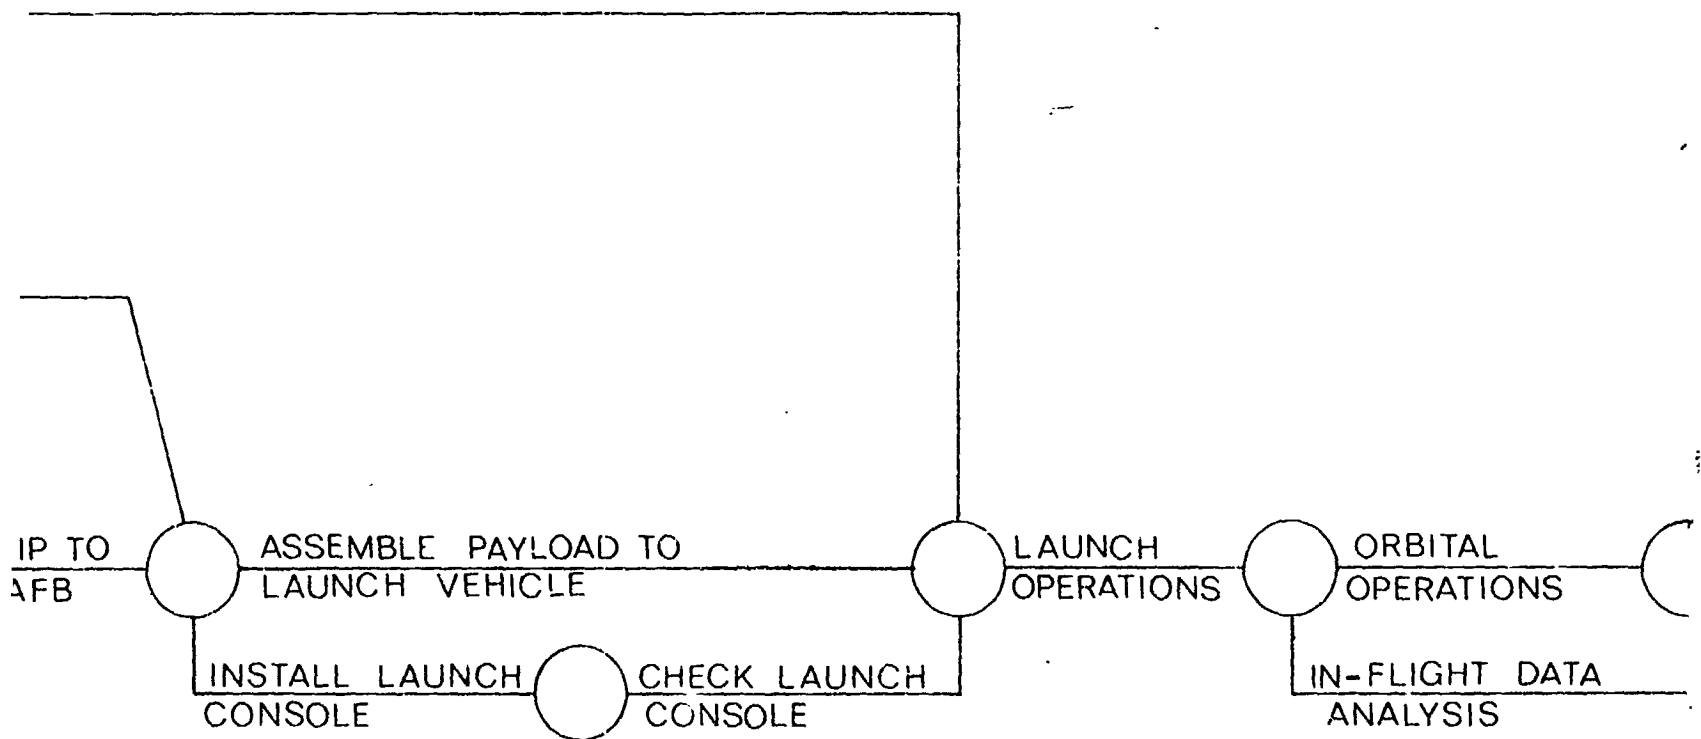 IP TO
AFB
ASSEMBLE PAYLOAD TO
LAUNCH VEHICLE
LAUNCH
OPERATIONS
ORBITAL
OPERATIONS
INSTALL LAUNCH
CONSOLE
CHECK LAUNCH
CONSOLE
IN-FLIGHT DATA
ANALYSIS